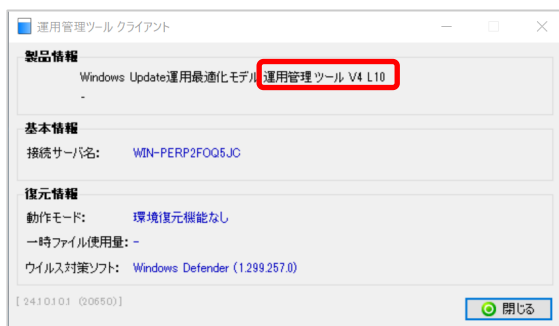 運用管理ツール クライアント
製品情報
Windows Update運用最適化モデル 運用管理ツール V4 L10
-
基本情報
接続サーバ名: WIN-PERP2FOQ5JC
復元情報
動作モード: 環境復元機能なし
一時ファイル使用量: -
ウイルス対策ソフト: Windows Defender (1.299.257.0)
[ 24.10.10.1 (20650) ]
閉じる